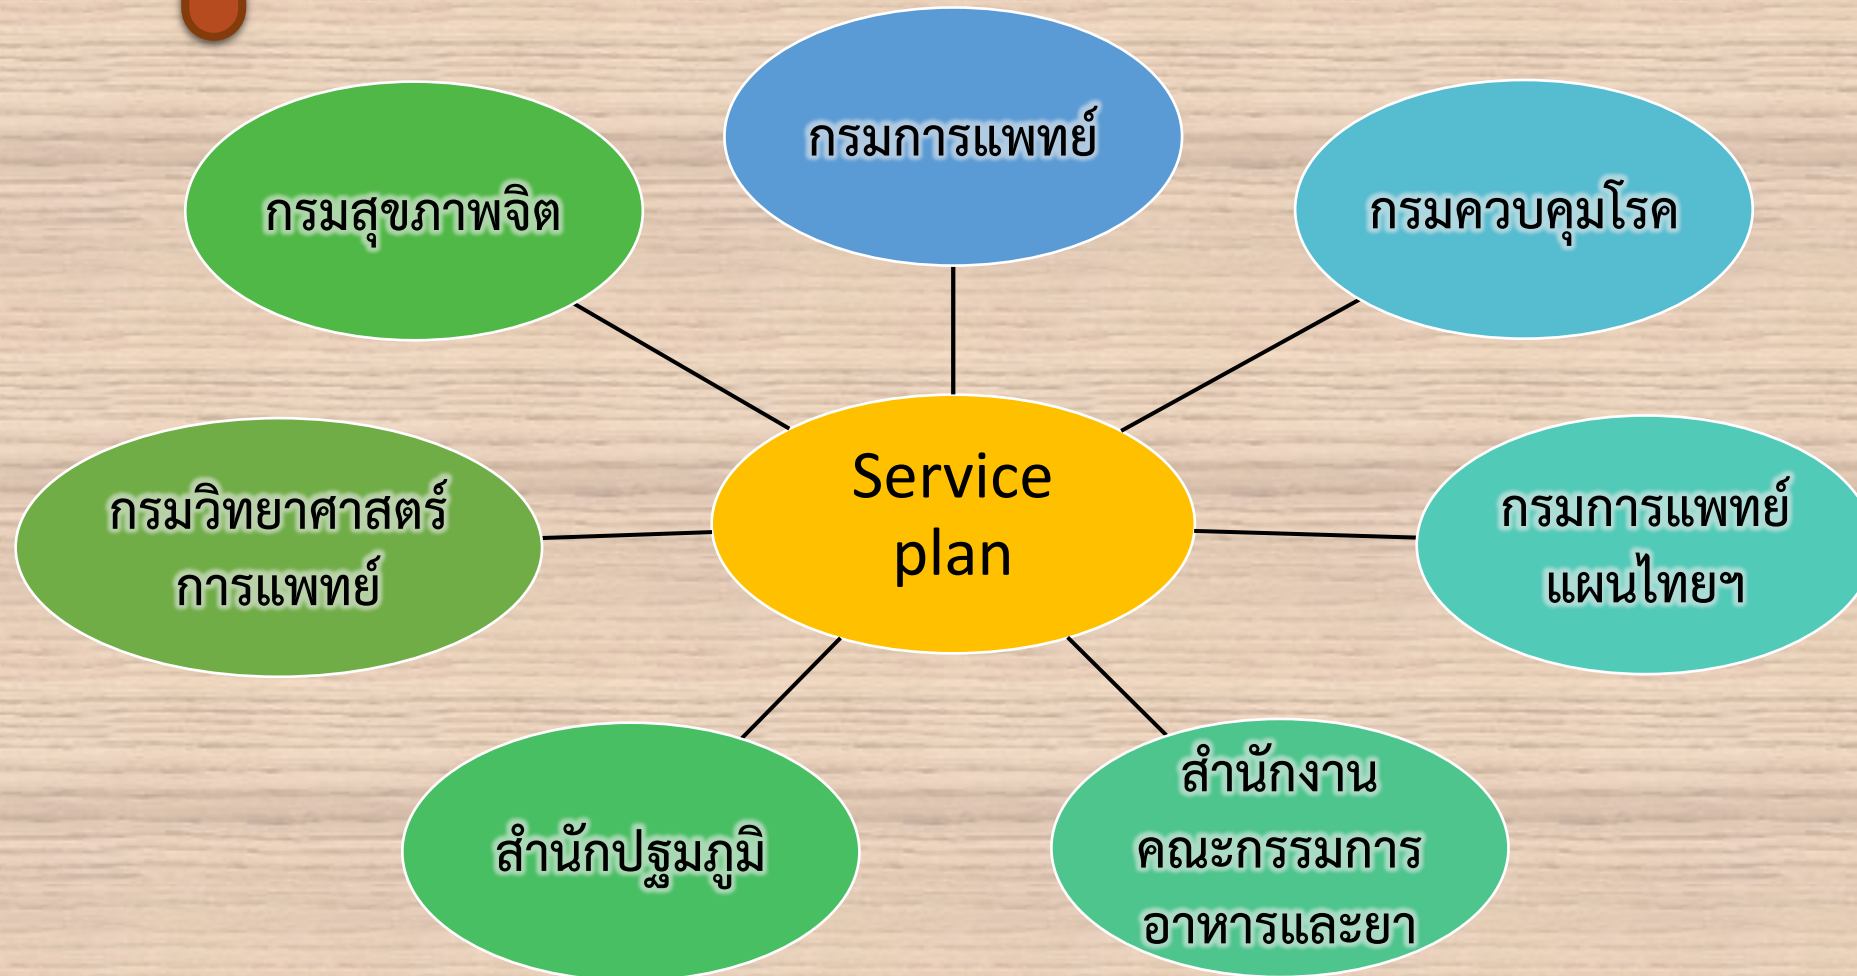 กรมการแพทย์
กรมสุขภาพจิต
กรมควบคุมโรค
Service
plan
กรมวิทยาศาสตร์
การแพทย์
กรมการแพทย์
แผนไทยฯ
สำนักปฐมภูมิ
สำนักงาน
คณะกรรมการ
อาหารและยา